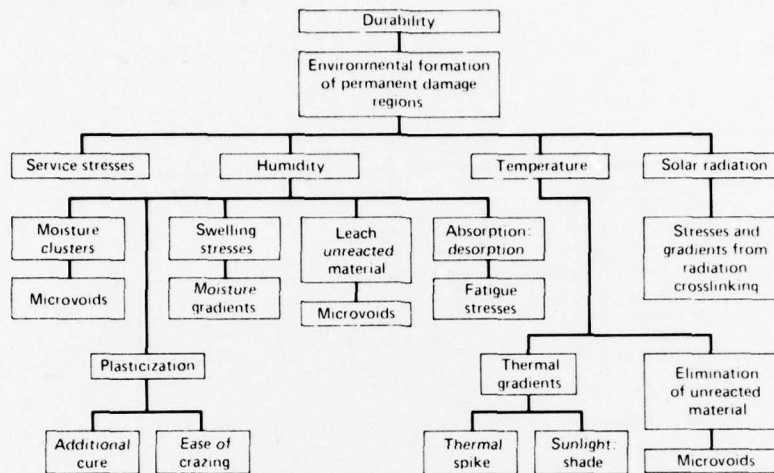 Durability
Environmental formation
of permanent damage
regions
Service stresses
Humidity
Temperature
Solar radiation
Moisture
clusters
Swelling
stresses
Leach
unreacted
material
Absorption:
desorption
Stresses and
gradients from
radiation
crosslinking
Microvoids
Moisture
gradients
Microvoids
Fatigue
stresses
Plasticization
Thermal
gradients
Elimination
of unreacted
material
Additional
cure
Ease of
crazing
Thermal
spike
Sunlight:
shade
Microvoids